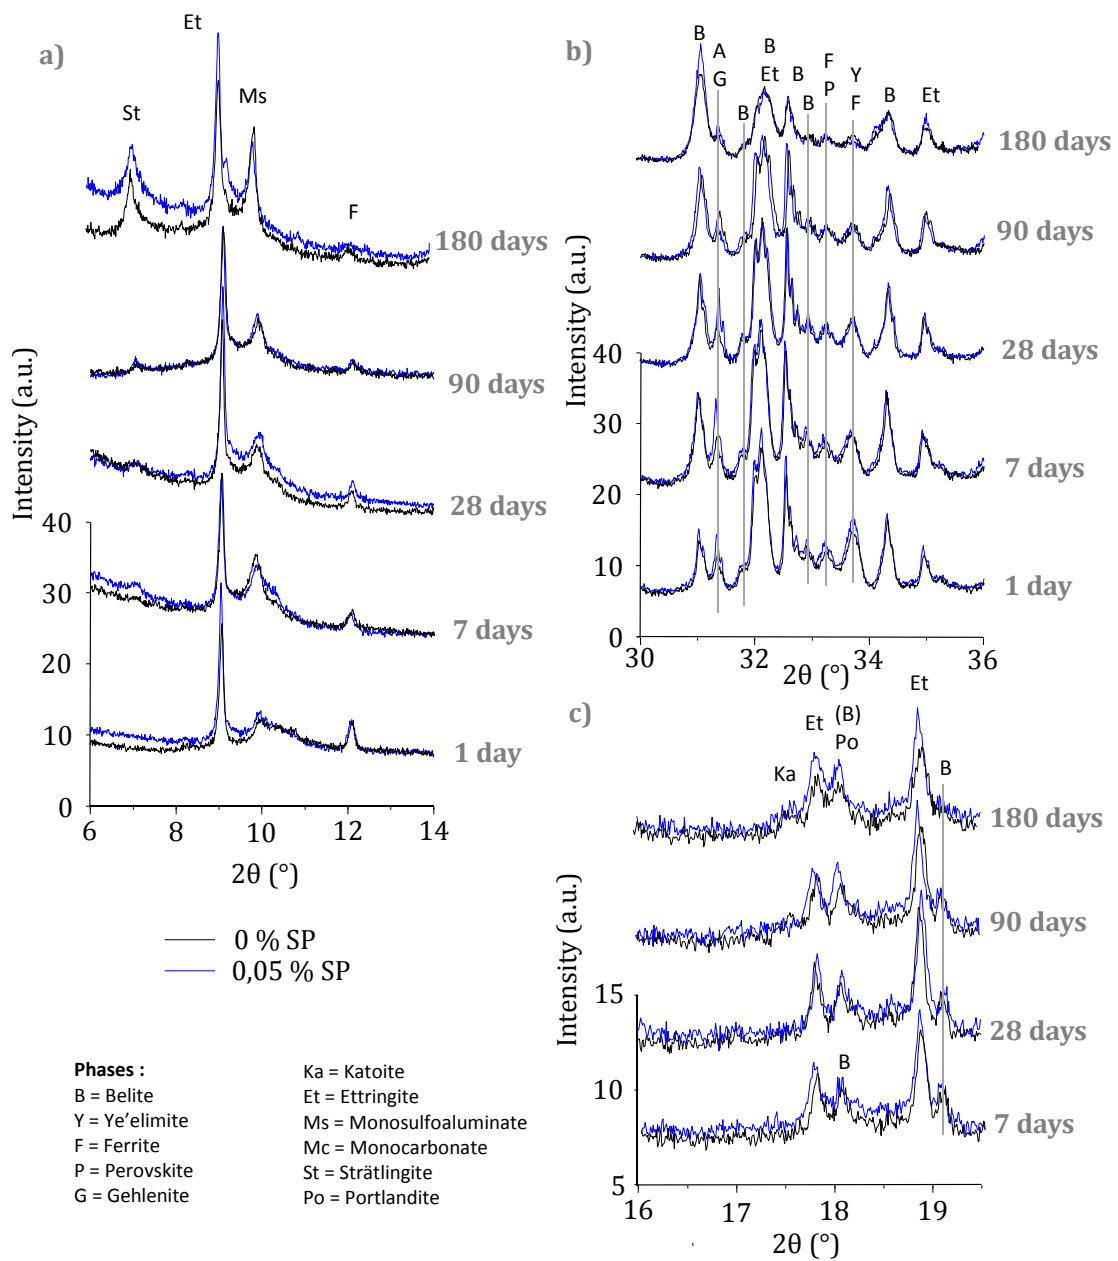 a)
Et
St
Ms
F
180 days
90 days
28 days
7 days
1 day
Intensity (a.u.)
40
30
20
10
0
6
8
10
12
14
2θ (°)
b)
B
A
G
B
B
Et
B
B
F
P
Y
F
B
Et
180 days
90 days
28 days
7 days
1 day
Intensity (a.u.)
40
30
20
10
0
30
32
34
36
2θ (°)
c)
Ka
Et
(B)
Po
Et
B
B
180 days
90 days
28 days
7 days
Intensity (a.u.)
15
10
5
16
17
18
19
2θ (°)
0 % SP
0,05 % SP
Phases :
B = Belite
Y = Ye’elimite
F = Ferrite
P = Perovskite
G = Gehlenite
Ka = Katoite
Et = Ettringite
Ms = Monosulfoaluminate
Mc = Monocarbonate
St = Strätlingite
Po = Portlandite